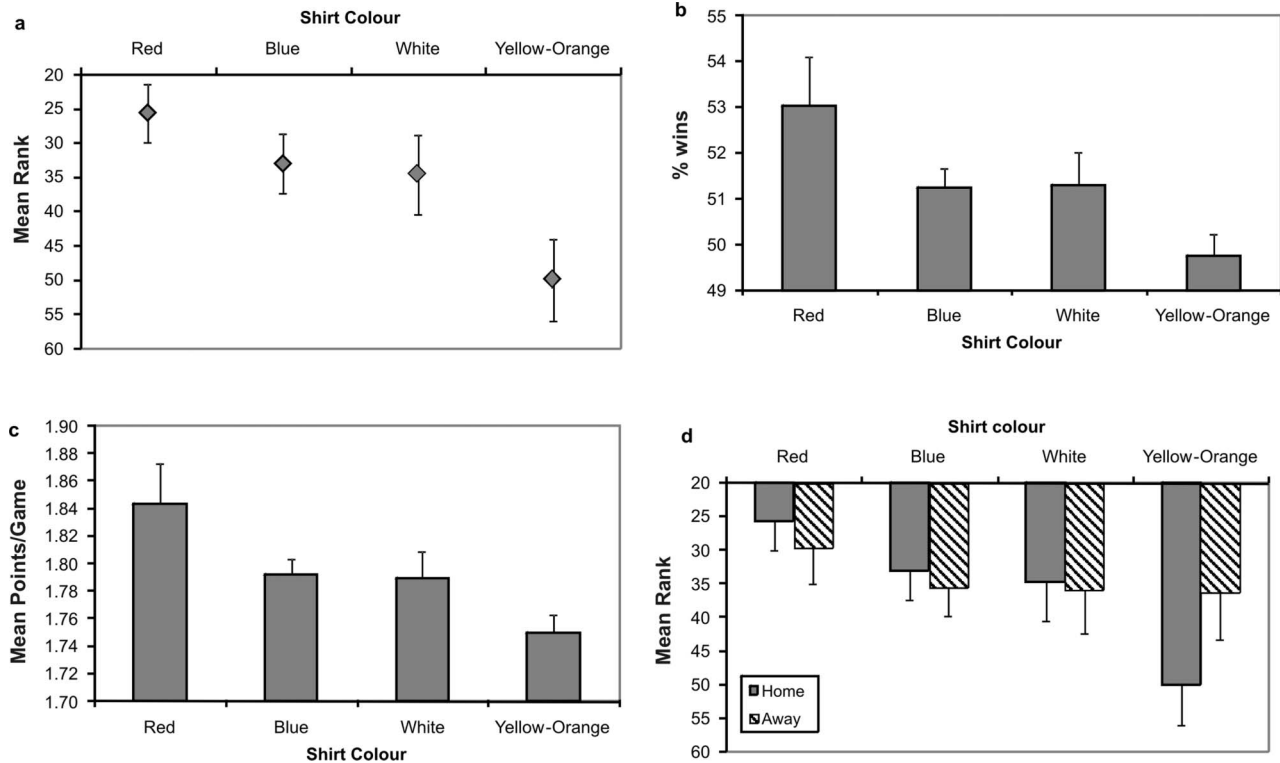 a
Shirt Colour
Red Blue White Yellow-Orange
20
25
30
35
40
45
50
55
60
Mean Rank
b
55
54
53
52
51
50
49
% wins
Red Blue White Yellow-Orange
Shirt Colour
c
1.90
1.88
1.86
1.84
1.82
1.80
1.78
1.76
1.74
1.72
1.70
Mean Points/Game
Red Blue White Yellow-Orange
Shirt Colour
d
Shirt colour
Red Blue White Yellow-Orange
20
25
30
35
40
45
50
55
60
Mean Rank
Home
Away